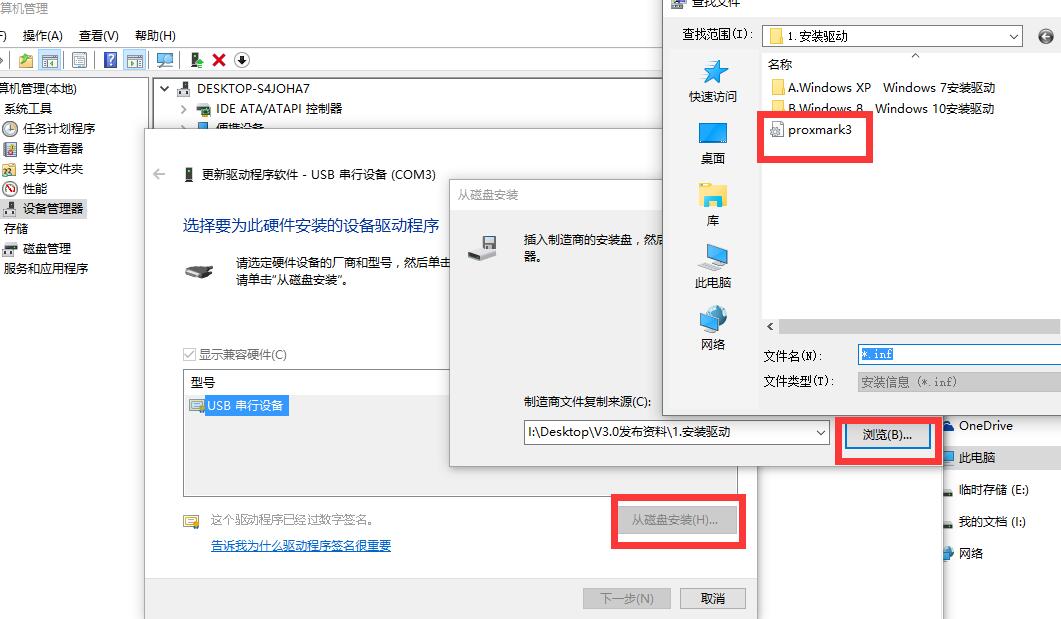 算机管理
操作(A) 查看(V) 帮助(H)
算机管理(本地)
系统工具
任务计划程序
事件查看器
共享文件夹
性能
设备管理器
存储
磁盘管理
服务和应用程序
DESKTOP-S4JOHA7
IDE ATA/ATAPI 控制器
便携设备
更新驱动程序软件 - USB 串行设备 (COM3)
选择要为此硬件安装的设备驱动程序
请选定硬件设备的厂商和型号，然后单击
请单击“从磁盘安装”。
显示兼容硬件(C)
型号
USB 串行设备
这个驱动程序已经过数字签名。
告诉我为什么驱动程序签名很重要
从磁盘安装(H)...
下一步(N)
取消
从磁盘安装
插入制造商的安装盘，然后
器。
制造商文件复制来源(C):
I:\Desktop\V3.0发布资料\1.安装驱动
浏览(B)...
查找文件
查找范围(I):
1.安装驱动
快速访问
桌面
库
此电脑
网络
名称
A.Windows XP Windows 7安装驱动
B.Windows 8 Windows 10安装驱动
proxmark3
文件名(N):
*.inf
文件类型(T):
安装信息 (*.inf)
OneDrive
此电脑
临时存储 (E:)
我的文档 (I:)
网络